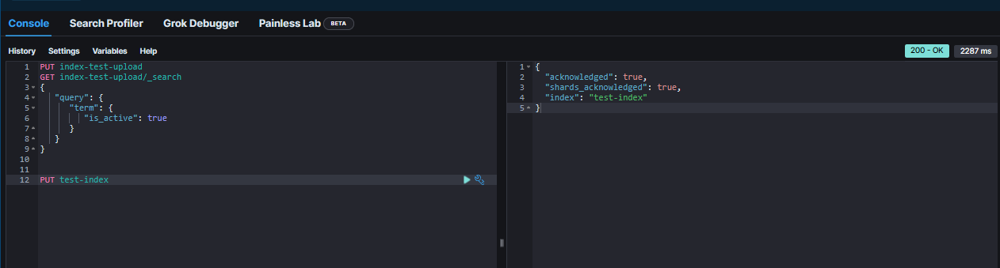 Console Search Profiler Grok Debugger Painless Lab BETA
History Settings Variables Help 200 - OK 2287 ms
1 PUT index-test-upload
2 GET index-test-upload/_search
3 {
4 "query": {
5 "term": {
6 "is_active": true
7 }
8 }
9 }
10
11
12 PUT test-index
1 {
2 "acknowledged": true,
3 "shards_acknowledged": true,
4 "index": "test-index"
5 }